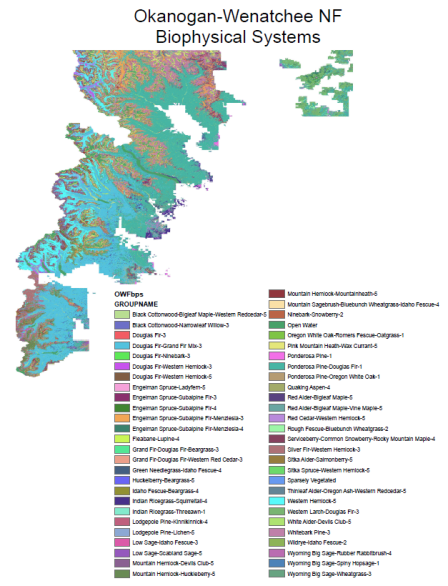 Okanogan-Wenatchee NF
Biophysical Systems
OWFbps
GROUPNAME
Black Cottonwood-Bigleaf Maple-Western Redcedar-5
Black Cottonwood-Narrowleaf Willow-3
Douglas Fir-3
Douglas Fir-Grand Fir Mix-3
Douglas Fir-Ninebark-3
Douglas Fir-Western Hemlock-3
Douglas Fir-Western Hemlock-5
Engelman Spruce-Ladyfern-5
Engelman Spruce-Subalpine Fir-3
Engelman Spruce-Subalpine Fir-4
Engelman Spruce-Subalpine Fir-Menziesia-3
Engelman Spruce-Subalpine Fir-Menziesia-4
Fleabane-Lupine-4
Grand Fir-Douglas Fir-Beargrass-3
Grand Fir-Douglas Fir-Western Red Cedar-3
Green Needlegrass-Idaho Fescue-4
Huckleberry-Beargrass-5
Idaho Fescue-Beargrass-4
Indian Ricegrass-Squirreltail-4
Indian Ricegrass-Threeawn-1
Lodgepole Pine-Kinnikinnick-4
Lodgepole Pine-Lichen-5
Low Sage-Idaho Fescue-3
Low Sage-Scabland Sage-5
Mountain Hemlock-Devils Club-5
Mountain Hemlock-Huckleberry-5
Mountain Hemlock-Mountainheath-5
Mountain Sagebrush-Bluebunch Wheatgrass-Idaho Fescue-4
Ninebark-Snowberry-2
Open Water
Oregon White Oak-Romers Fescue-Oatgrass-1
Pink Mountain Heath-Wax Currant-5
Ponderosa Pine-1
Ponderosa Pine-Douglas Fir-1
Ponderosa Pine-Oregon White Oak-1
Quaking Aspen-4
Red Alder-Bigleaf Maple-5
Red Alder-Bigleaf Maple-Vine Maple-5
Red Cedar-Western Hemlock-5
Rough Fescue-Bluebunch Wheatgrass-2
Serviceberry-Common Snowberry-Rocky Mountain Maple-4
Silver Fir-Western Hemlock-3
Sitka Alder-Salmonberry-5
Sitka Spruce-Western Hemlock-5
Sparsely Vegetated
Thinleaf Alder-Oregon Ash-Western Redcedar-5
Western Hemlock-5
Western Larch-Douglas Fir-3
White Alder-Devils Club-5
Whitebark Pine-3
Wildrye-Idaho Fescue-2
Wyoming Big Sage-Rubber Rabbitbrush-4
Wyoming Big Sage-Spiny Hopsage-1
Wyoming Big Sage-Wheatgrass-3